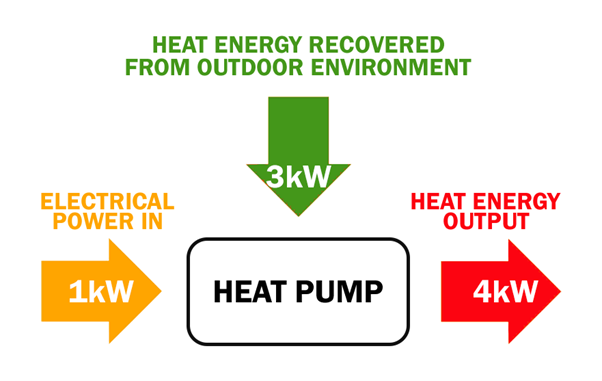 HEAT ENERGY RECOVERED
FROM OUTDOOR ENVIRONMENT
3kW
ELECTRICAL
POWER IN
1kW
HEAT PUMP
HEAT ENERGY
OUTPUT
4kW